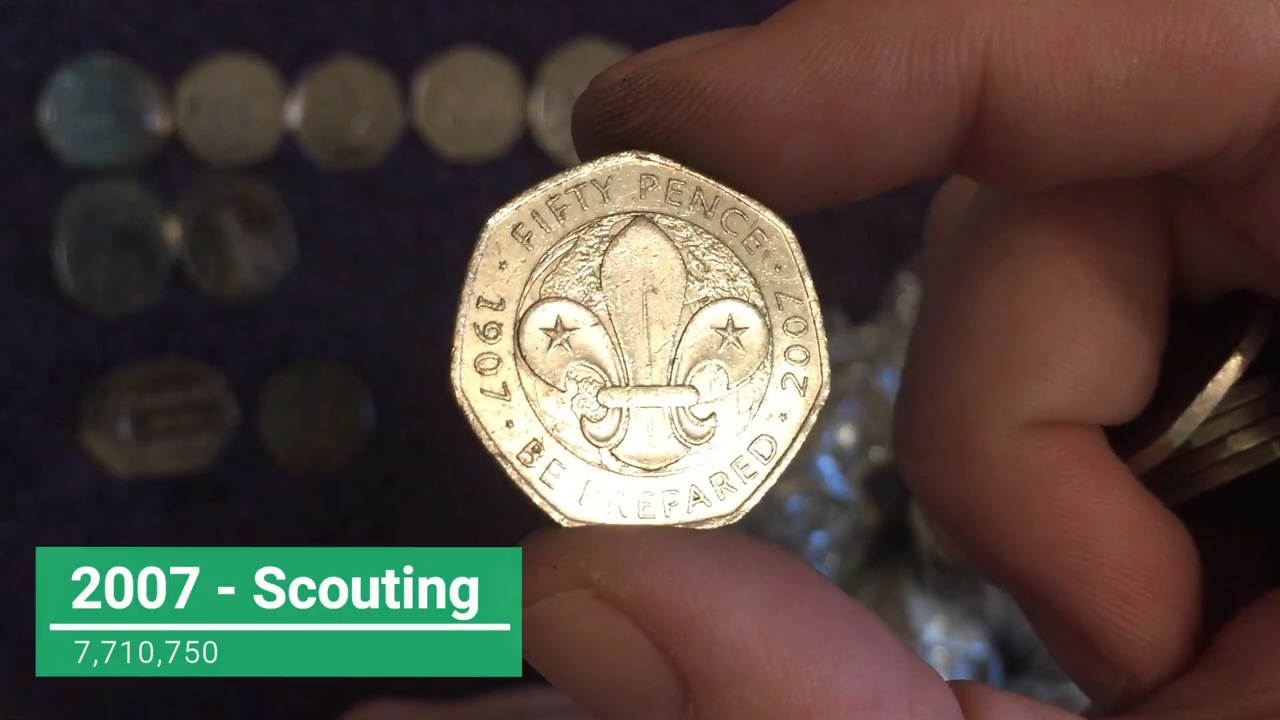 FIFTY PENCE
1907
2007
BE PREPARED
2007 - Scouting
7,710,750